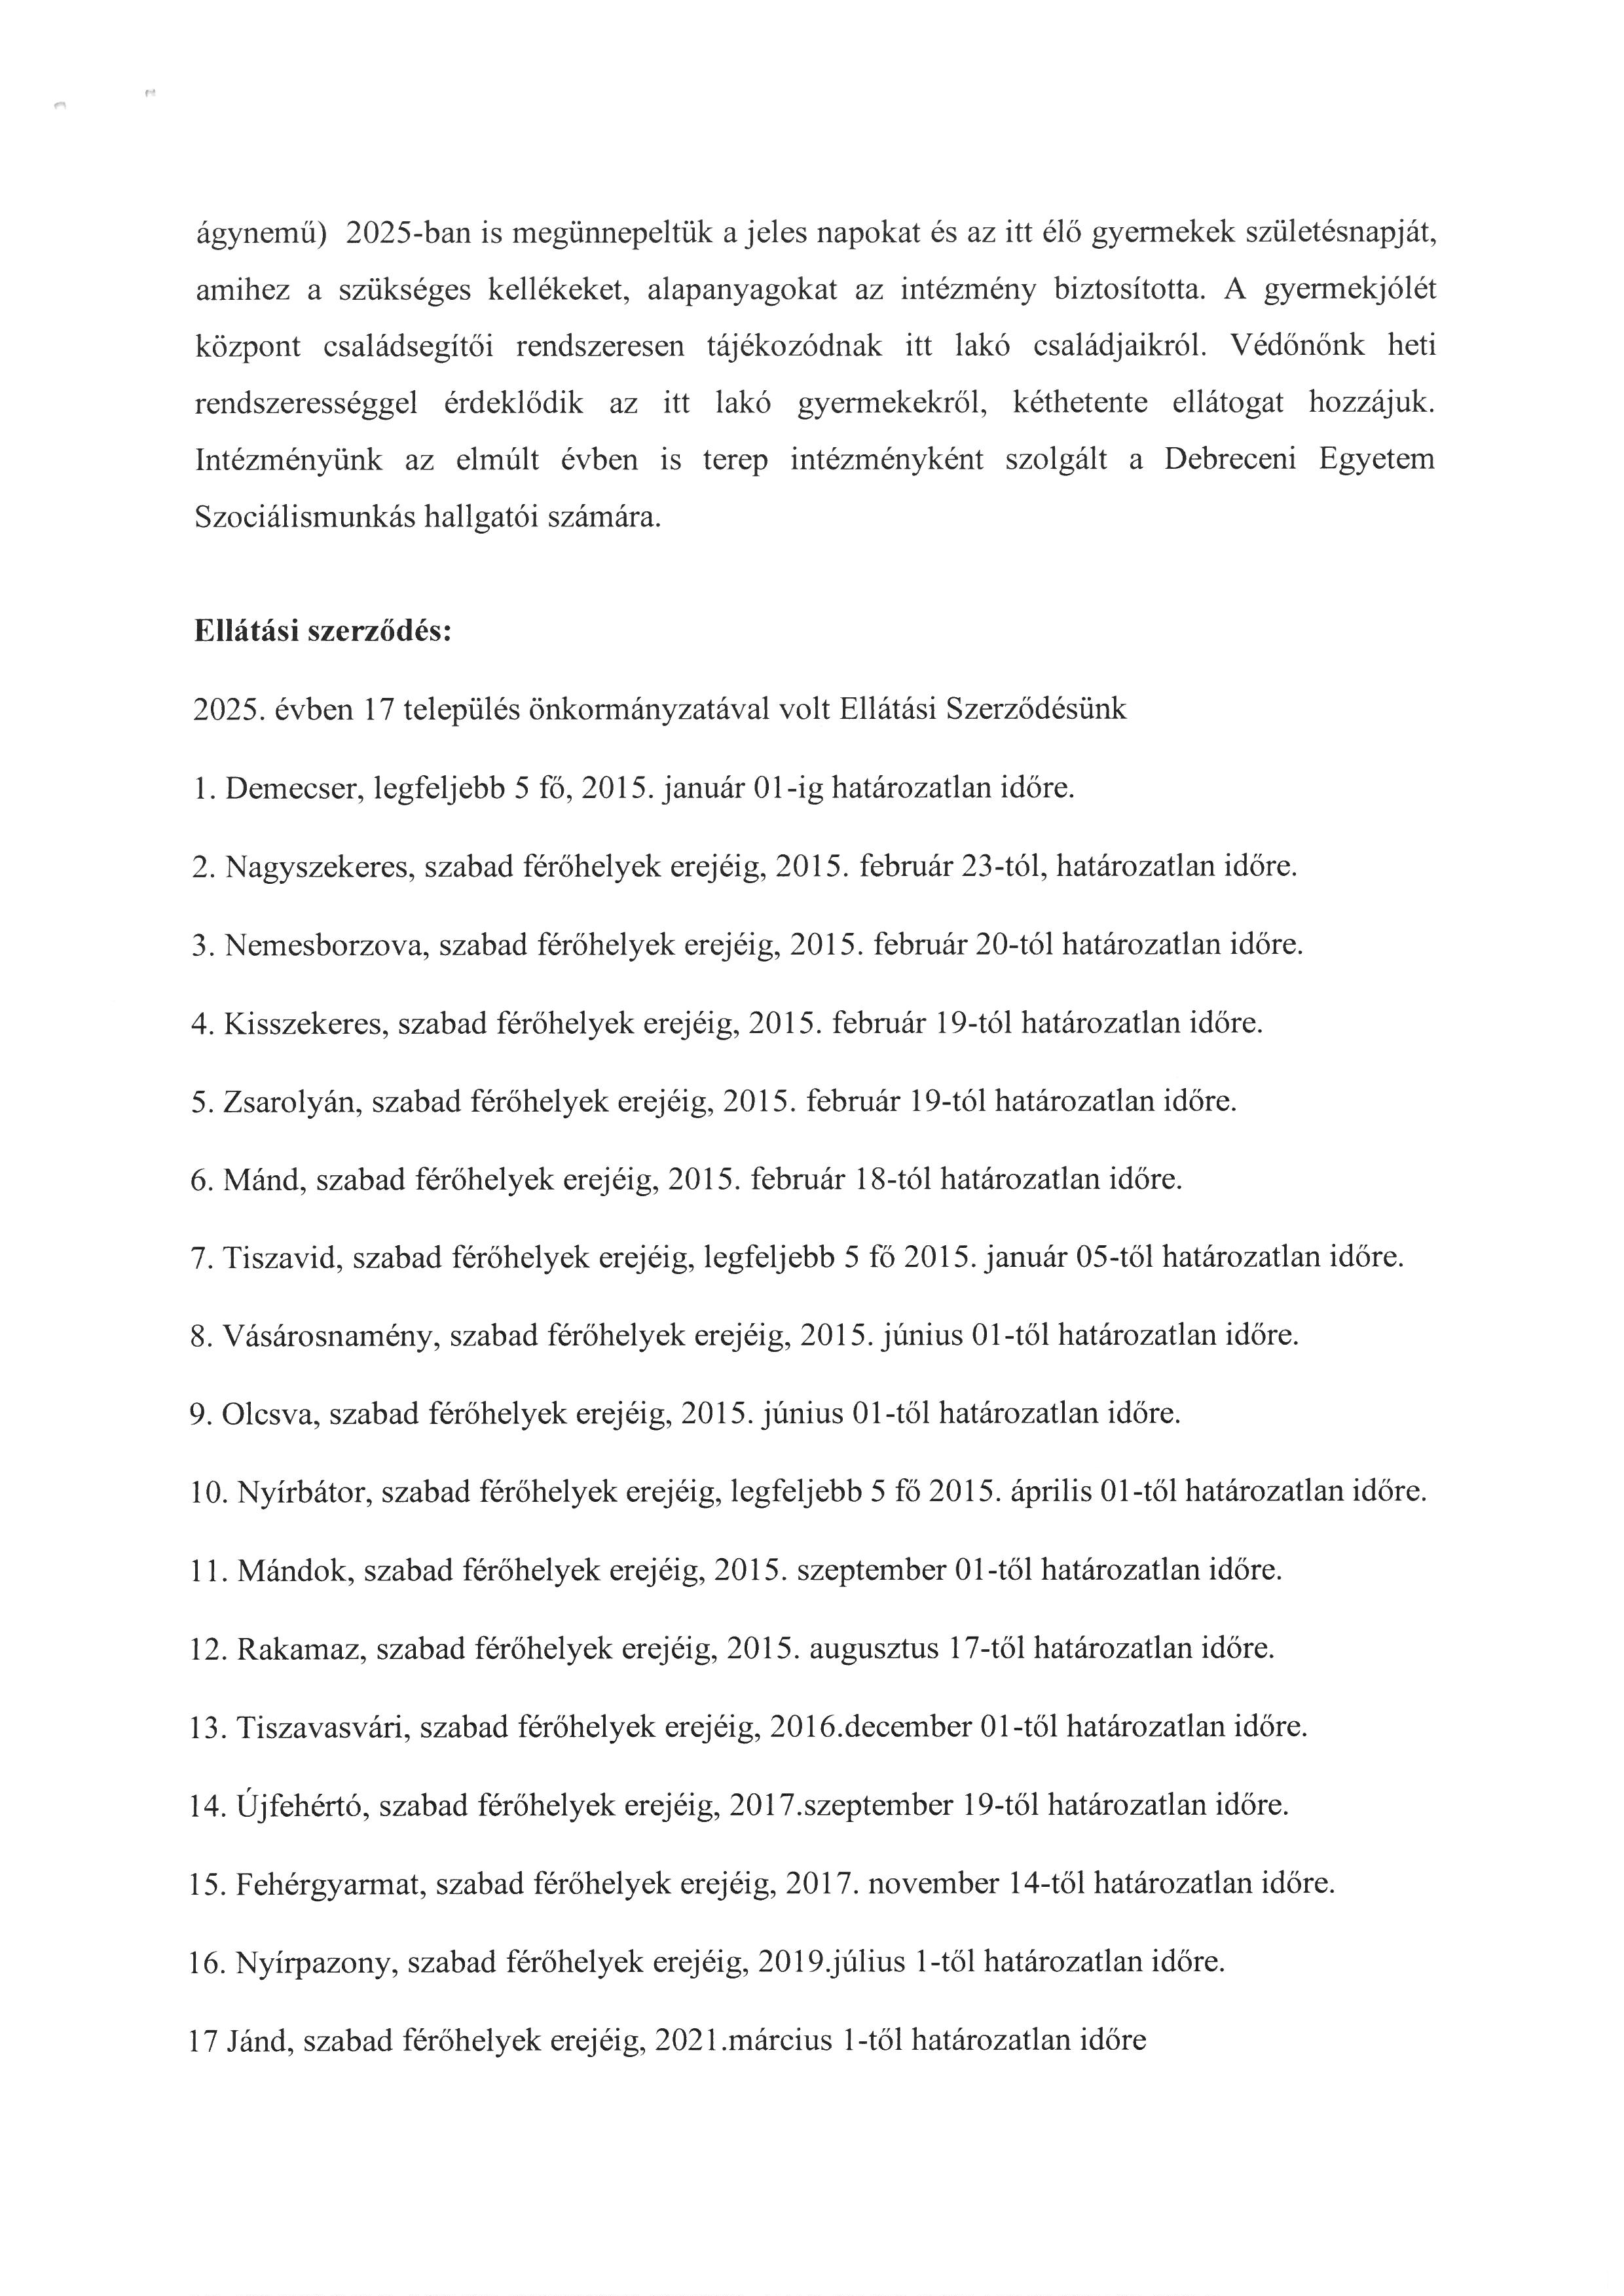 ágynemű) 2025-ban is megünnepeltük a jeles napokat és az itt élő gyermekek születésnapját,
amihez a szükséges kellékeket, alapanyagokat az intézmény biztosította. A gyermekjólét
központ családsegítői rendszeresen tájékozódnak itt lakó családjaikról. Védőnőnk heti
rendszerességgel érdeklődik az itt lakó gyermekekről, kéthetente ellátogat hozzájuk.
Intézményünk az elmúlt évben is terep intézményként szolgált a Debreceni Egyetem
Szociálismunkás hallgatói számára.
Ellátási szerződés:
2025. évben 17 település önkormányzatával volt Ellátási Szerződésünk
1. Demecser, legfeljebb 5 fő, 2015. január 01-ig határozatlan időre.
2. Nagyszekeres, szabad férőhelyek erejéig, 2015. február 23-tól, határozatlan időre.
3. Nemesborzova, szabad férőhelyek erejéig, 2015. február 20-tól határozatlan időre.
4. Kisszekeres, szabad férőhelyek erejéig, 2015. február 19-tól határozatlan időre.
5. Zsarolyán, szabad férőhelyek erejéig, 2015. február 19-tól határozatlan időre.
6. Mánd, szabad férőhelyek erejéig, 2015. február 18-tól határozatlan időre.
7. Tiszavid, szabad férőhelyek erejéig, legfeljebb 5 fő 2015. január 05-től határozatlan időre.
8. Vásárosnamény, szabad férőhelyek erejéig, 2015. június 01-től határozatlan időre.
9. Olcsva, szabad férőhelyek erejéig, 2015. június 01-től határozatlan időre.
10. Nyírbátor, szabad férőhelyek erejéig, legfeljebb 5 fő 2015. április 01-től határozatlan időre.
11. Mándok, szabad férőhelyek erejéig, 2015. szeptember 01-től határozatlan időre.
12. Rakamaz, szabad férőhelyek erejéig, 2015. augusztus 17-től határozatlan időre.
13. Tiszavasvári, szabad férőhelyek erejéig, 2016.december 01-től határozatlan időre.
14. Újfehértó, szabad férőhelyek erejéig, 2017.szeptember 19-től határozatlan időre.
15. Fehérgyarmat, szabad férőhelyek erejéig, 2017. november 14-től határozatlan időre.
16. Nyírpazony, szabad férőhelyek erejéig, 2019.július 1-től határozatlan időre.
17 Jánd, szabad férőhelyek erejéig, 2021.március 1-től határozatlan időre